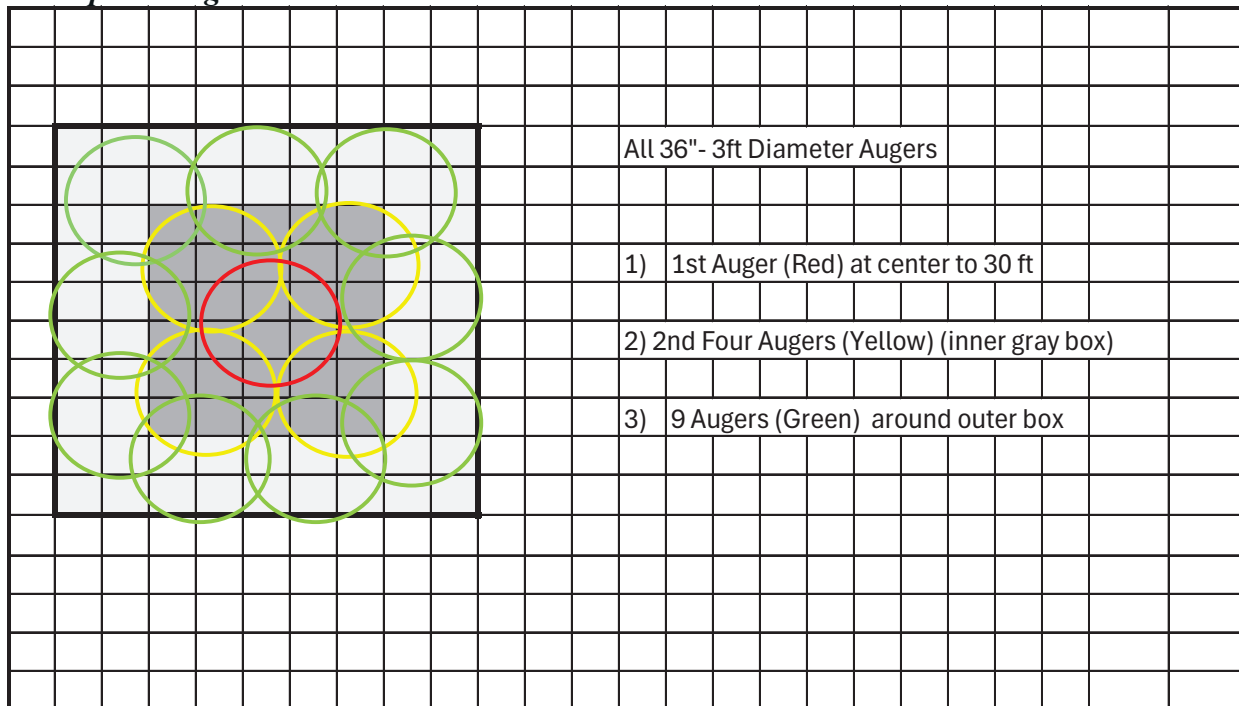 All 36"- 3ft Diameter Augers
1) 1st Auger (Red) at center to 30 ft
2) 2nd Four Augers (Yellow) (inner gray box)
3) 9 Augers (Green) around outer box